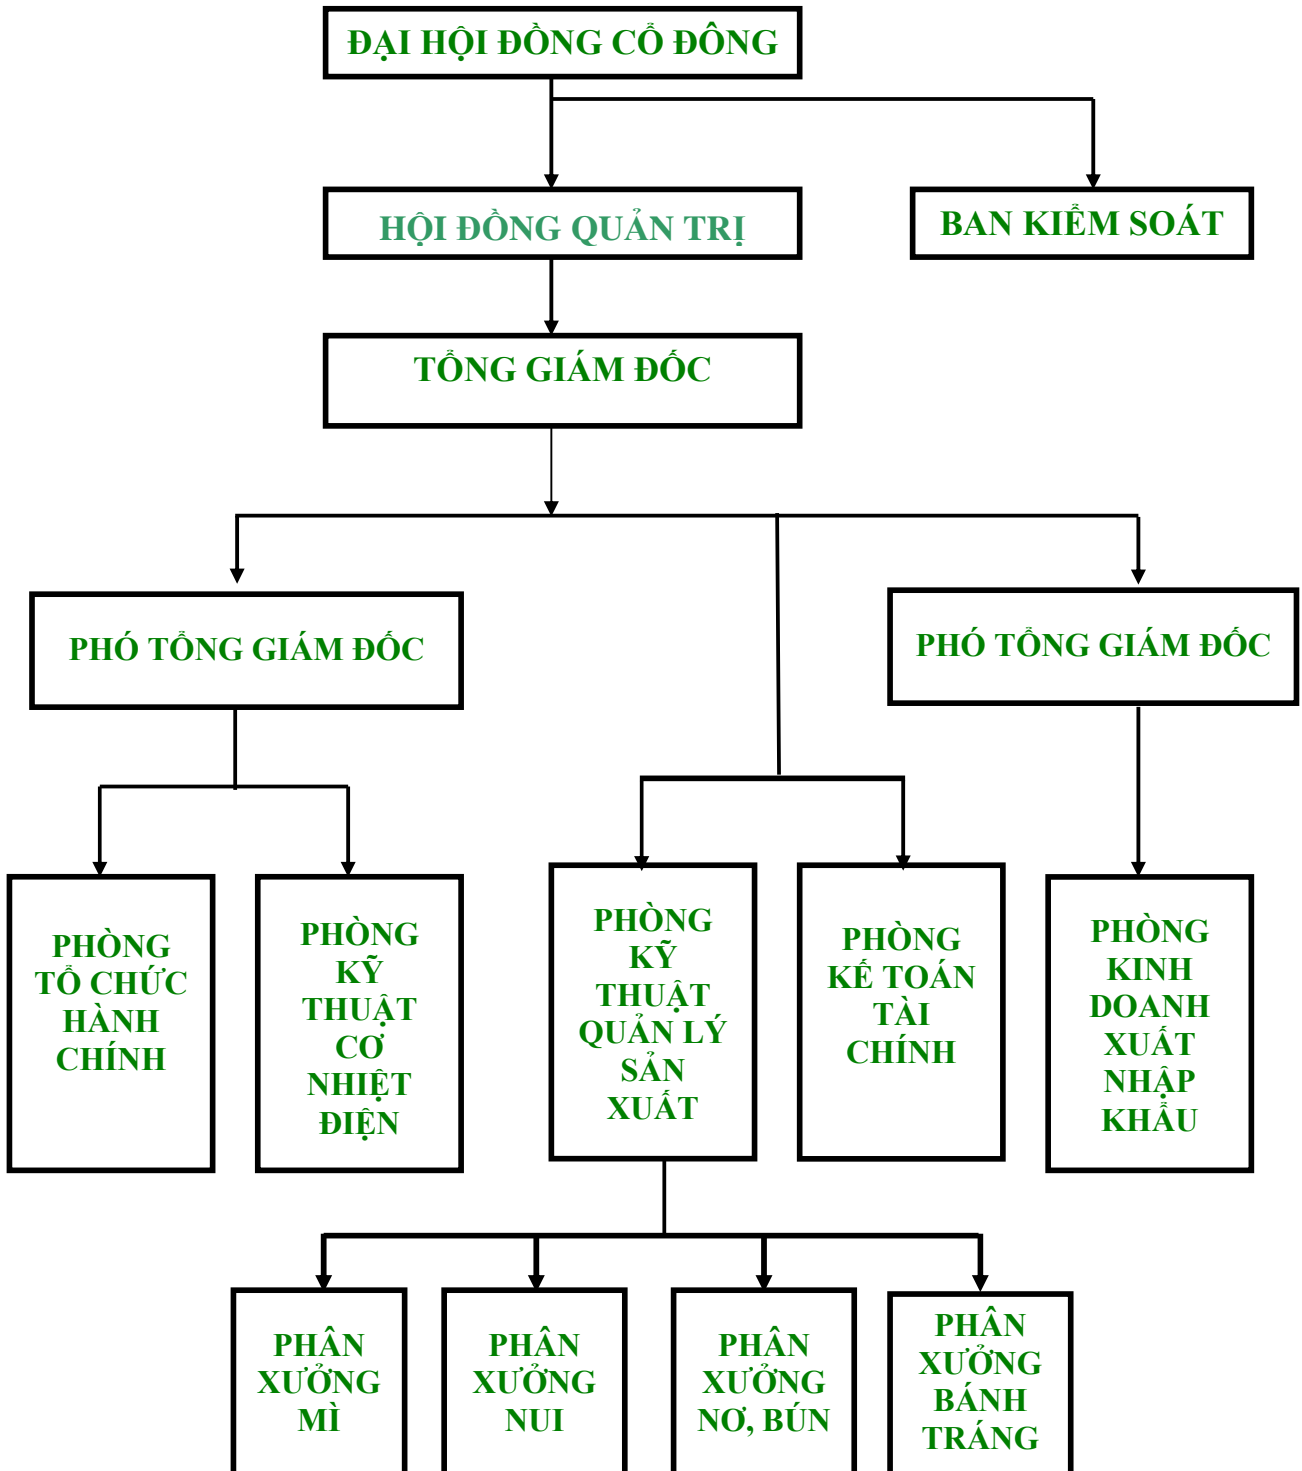 ĐẠI HỘI ĐỒNG CỔ ĐÔNG
HỘI ĐỒNG QUẢN TRỊ
BAN KIỂM SOÁT
TỔNG GIÁM ĐỐC
PHÓ TỔNG GIÁM ĐỐC
PHÓ TỔNG GIÁM ĐỐC
PHÒNG
TỔ CHỨC
HÀNH
CHÍNH
PHÒNG
KỸ
THUẬT
CƠ
NHIỆT
ĐIỆN
PHÒNG
KỸ
THUẬT
QUẢN LÝ
SẢN
XUẤT
PHÒNG
KẾ TOÁN
TÀI
CHÍNH
PHÒNG
KINH
DOANH
XUẤT
NHẬP
KHẨU
PHÂN
XƯỞNG
MÌ
PHÂN
XƯỞNG
NUI
PHÂN
XƯỞNG
NƠ, BÚN
PHÂN
XƯỞNG
BÁNH
TRÁNG